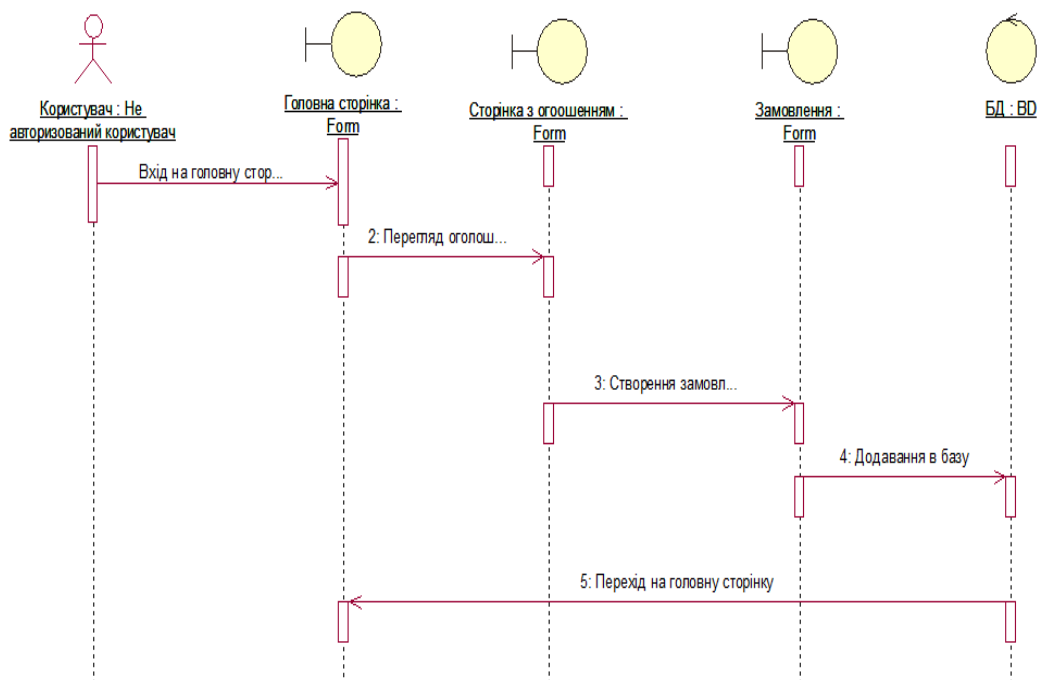 Користувач : Не
авторизований користувач
Головна сторінка :
Form
Сторінка з огоошенням :
Form
Замовлення :
Form
БД : BD
Вхід на головну стор...
2: Перегляд оголош...
3: Створення замовл...
4: Додавання в базу
5: Перехід на головну сторінку